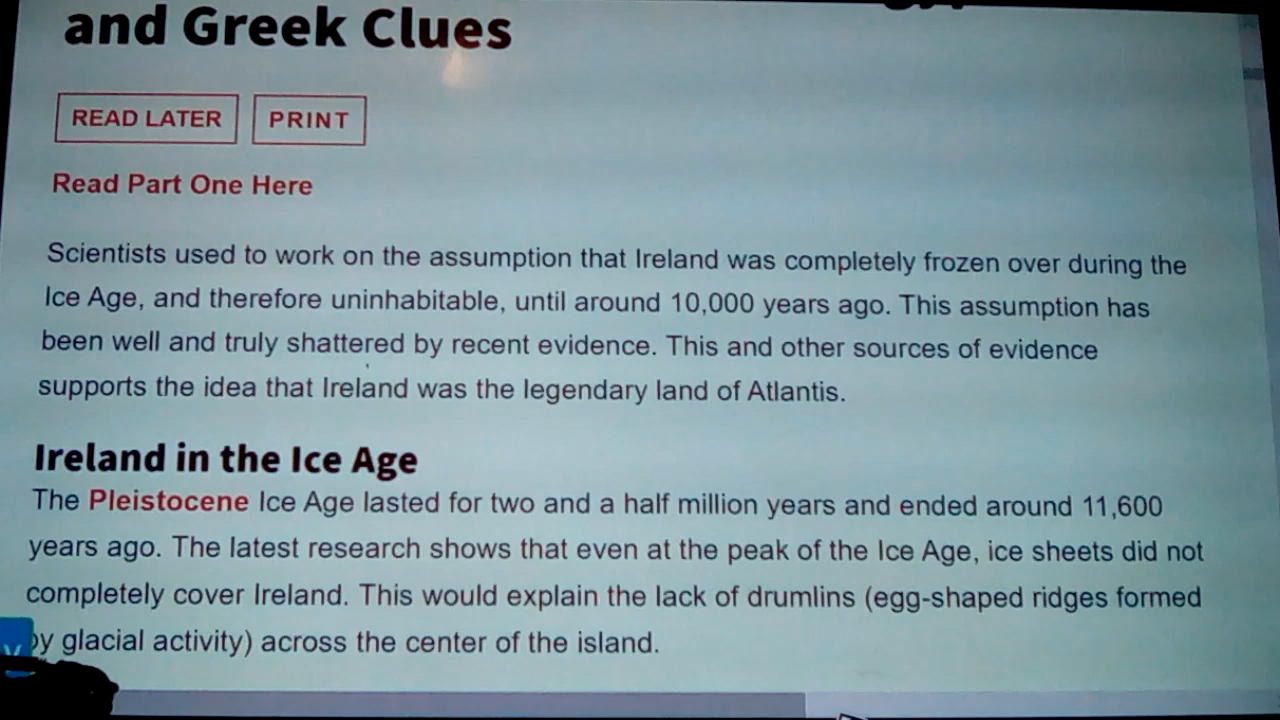 and Greek Clues
READ LATER PRINT
Read Part One Here
Scientists used to work on the assumption that Ireland was completely frozen over during the
Ice Age, and therefore uninhabitable, until around 10,000 years ago. This assumption has
been well and truly shattered by recent evidence. This and other sources of evidence
supports the idea that Ireland was the legendary land of Atlantis.
Ireland in the Ice Age
The Pleistocene Ice Age lasted for two and a half million years and ended around 11,600
years ago. The latest research shows that even at the peak of the Ice Age, ice sheets did not
completely cover Ireland. This would explain the lack of drumlins (egg-shaped ridges formed
by glacial activity) across the center of the island.